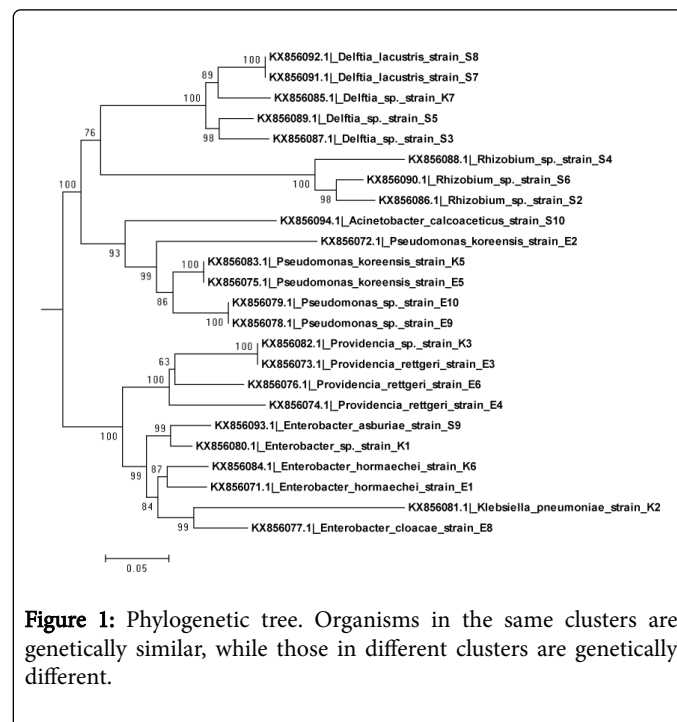 KX856092.1|_Delftia_lacustris_strain_S8
100
KX856091.1|_Delftia_lacustris_strain_S7
89
KX856085.1|_Delftia_sp._strain_K7
100
KX856089.1|_Delftia_sp._strain_S5
98
KX856087.1|_Delftia_sp._strain_S3
76
KX856088.1|_Rhizobium_sp._strain_S4
100
KX856090.1|_Rhizobium_sp._strain_S6
98
KX856086.1|_Rhizobium_sp._strain_S2
100
KX856094.1|_Acinetobacter_calcoaceticus_strain_S10
93
KX856072.1|_Pseudomonas_koreensis_strain_E2
99
KX856083.1|_Pseudomonas_koreensis_strain_K5
100
KX856075.1|_Pseudomonas_koreensis_strain_E5
86
KX856079.1|_Pseudomonas_sp._strain_E10
100
KX856078.1|_Pseudomonas_sp._strain_E9
KX856082.1|_Providencia_sp._strain_K3
100
KX856073.1|_Providencia_rettgeri_strain_E3
63
KX856076.1|_Providencia_rettgeri_strain_E6
100
KX856074.1|_Providencia_rettgeri_strain_E4
100
KX856093.1|_Enterobacter_asburiae_strain_S9
99
KX856080.1|_Enterobacter_sp._strain_K1
99
KX856084.1|_Enterobacter_hormaechei_strain_K6
87
KX856071.1|_Enterobacter_hormaechei_strain_E1
84
KX856081.1|_Klebsiella_pneumoniae_strain_K2
99
KX856077.1|_Enterobacter_cloacae_strain_E8
0.05
Figure 1: Phylogenetic tree. Organisms in the same clusters are
genetically similar, while those in different clusters are genetically
different.